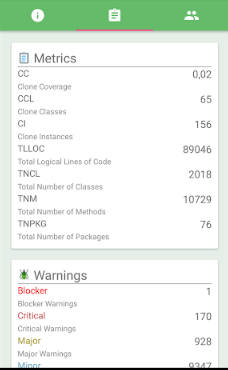 Metrics
CC 0,02
Clone Coverage
CCL 65
Clone Classes
CI 156
Clone Instances
TLLOC 89046
Total Logical Lines of Code
TNCL 2018
Total Number of Classes
TNM 10729
Total Number of Methods
TNPKG 76
Total Number of Packages
Warnings
Blocker 1
Blocker Warnings
Critical 170
Critical Warnings
Major 928
Major Warnings
Minor 9347